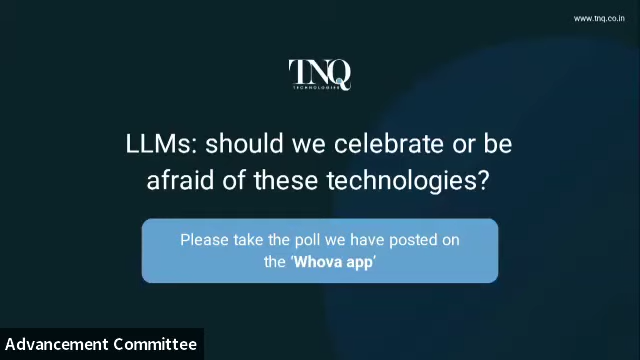 www.tnq.co.in
TNQ
TECHNOLOGIES
LLMs: should we celebrate or be
afraid of these technologies?
Please take the poll we have posted on
the ‘Whova app’
Advancement Committee